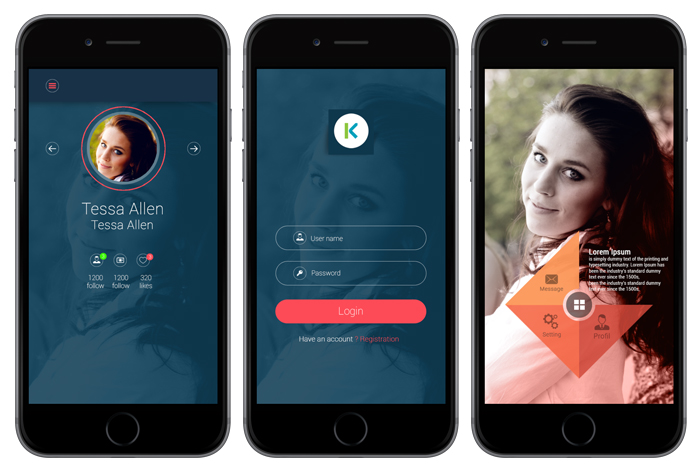 Tessa Allen
Tessa Allen
1200 1200 320
follow follow likes
K
User name
Password
Login
Have an account ? Registration
Lorem Ipsum
is simply dummy text of the printing and
typesetting industry. Lorem Ipsum has
been the industry's standard dummy
text ever since the 1500s,
been the industry's standard dummy
text ever since the 1500s,
Message
Setting
Profil